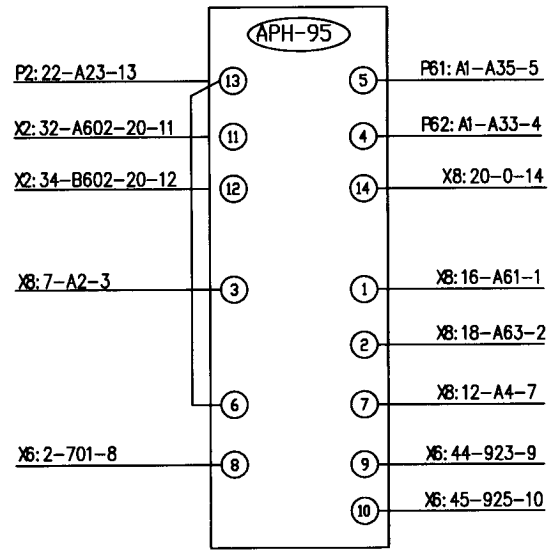 APH-95
P2:22-A23-13
13
5
P61:A1-A35-5
X2:32-A602-20-11
11
4
P62:A1-A33-4
X2:34-B602-20-12
12
14
X8:20-0-14
X8:7-A2-3
3
1
X8:16-A61-1
2
X8:18-A63-2
6
7
X8:12-A4-7
X6:2-701-8
8
9
X6:44-923-9
10
X6:45-925-10